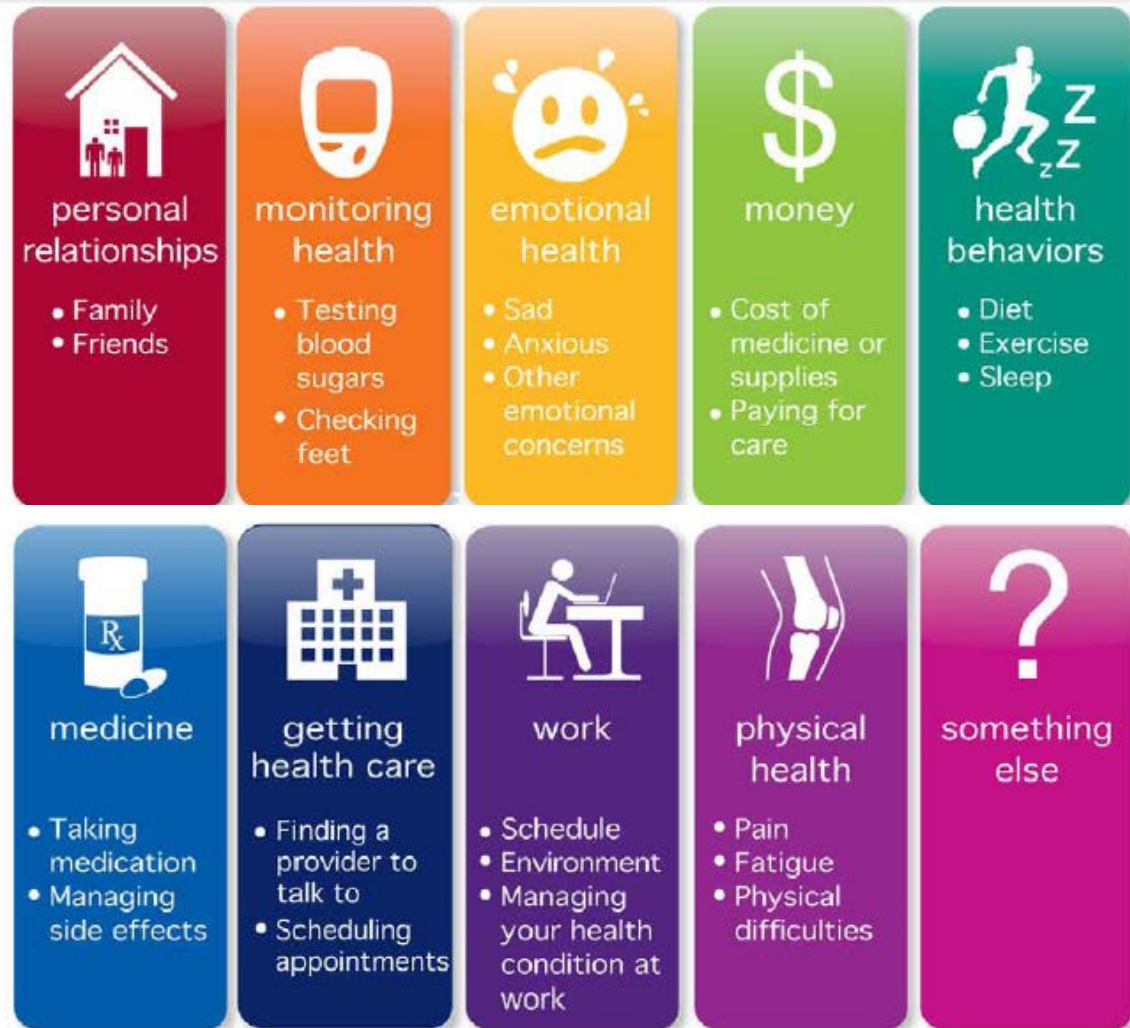 $
Z
Z
Z
personal
relationships
• Family
• Friends
monitoring
health
• Testing
blood
sugars
• Checking
feet
emotional
health
• Sad
• Anxious
• Other
emotional
concerns
money
• Cost of
medicine or
supplies
• Paying for
care
health
behaviors
• Diet
• Exercise
• Sleep
Rx
medicine
• Taking
medication
• Managing
side effects
getting
health care
• Finding a
provider to
talk to
• Scheduling
appointments
work
• Schedule
• Environment
• Managing
your health
condition at
work
physical
health
• Pain
• Fatigue
• Physical
difficulties
?
something
else